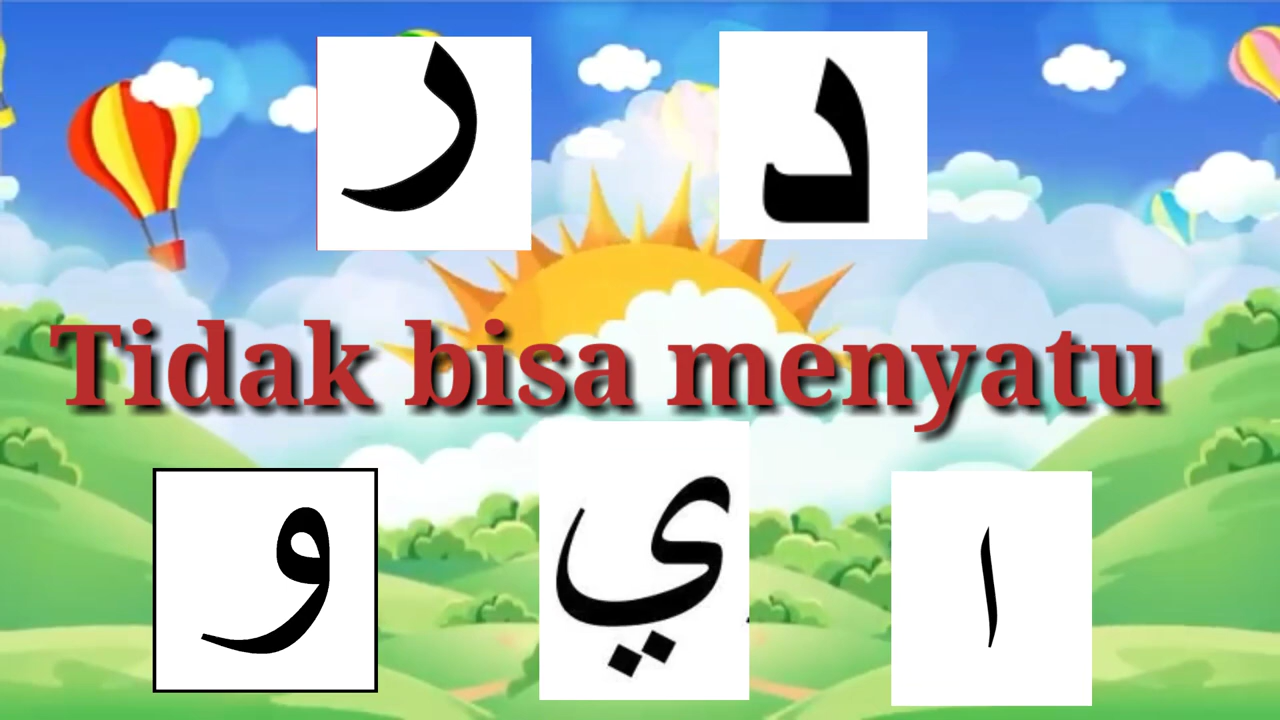 ر د
Tidak bisa menyatu
و ي ا